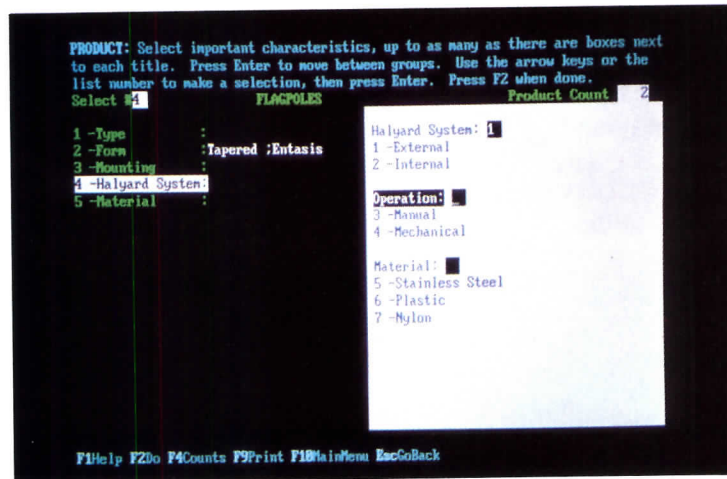 PRODUCT: Select important characteristics, up to as many as there are boxes next
to each title. Press Enter to move between groups. Use the arrow keys or the
list number to make a selection, then press Enter. Press F2 when done.
Select #4 FLAGPOLES Product Count 2
1 -Type :
2 -Form :Tapered ;Entasis
3 -Mounting :
4 -Halyard System:
5 -Material :
Halyard System: 1
1 -External
2 -Internal
Operation: _
3 -Manual
4 -Mechanical
Material:
5 -Stainless Steel
6 -Plastic
7 -Nylon
F1Help F2Do F4Counts F9Print F10MainMenu EscGoBack